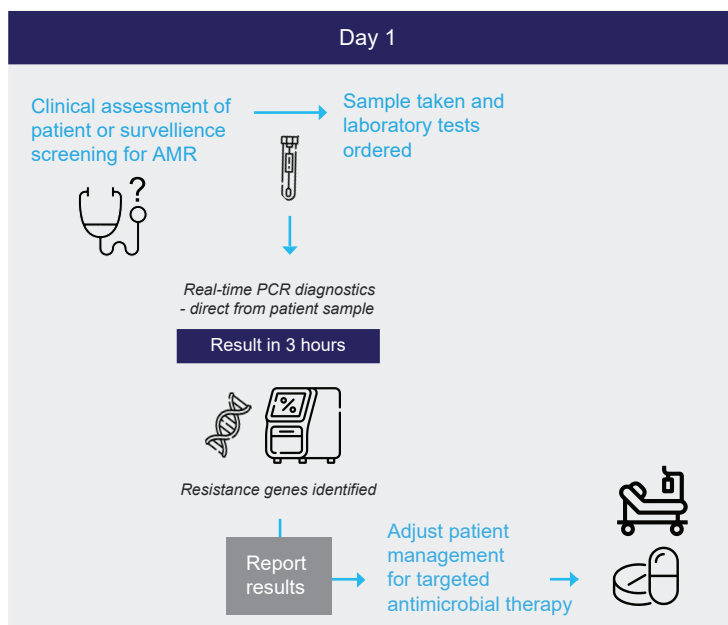 Day 1
Clinical assessment of
patient or survellience
screening for AMR
Sample taken and
laboratory tests
ordered
?
Real-time PCR diagnostics
- direct from patient sample
Result in 3 hours
%
Resistance genes identified
Report
results
Adjust patient
management
for targeted
antimicrobial therapy